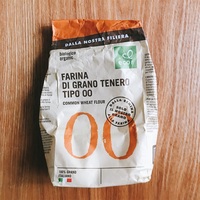 DALLA NOSTRA FILIERA
biologico
organic
FARINA
DI GRANO TENERO
TIPO 00
COMMON WHEAT FLOUR
00
100% GRANO
ITALIANO